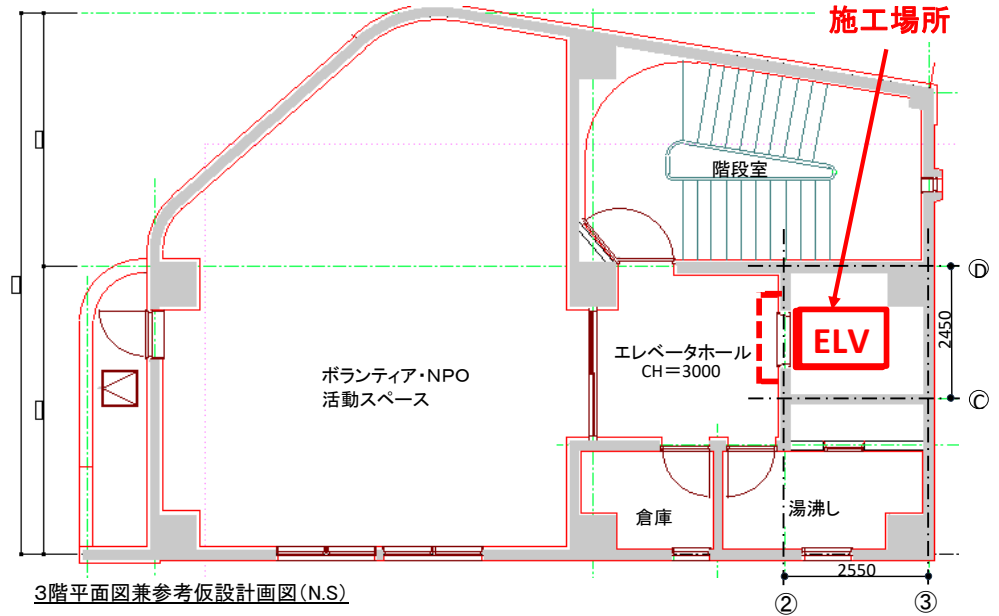 施工場所
階段室
D
2450
ELV
エレベータホール
CH＝3000
ボランティア・NPO
活動スペース
C
倉庫
湯沸し
2550
3階平面図兼参考仮設計画図(N.S)
②
③